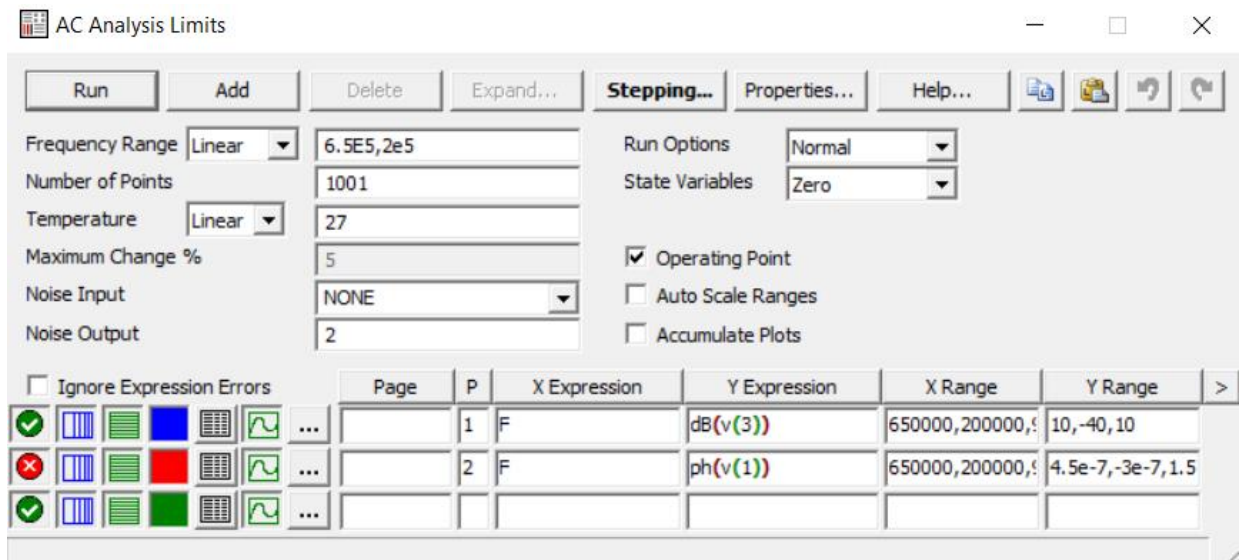 AC Analysis Limits
Run Add Delete Expand... Stepping... Properties... Help...
Frequency Range Linear 6.5E5,2e5 Run Options Normal
Number of Points 1001 State Variables Zero
Temperature Linear 27
Maximum Change % 5 Operating Point
Noise Input NONE Auto Scale Ranges
Noise Output 2 Accumulate Plots
Ignore Expression Errors Page P X Expression Y Expression X Range Y Range >
... 1 F dB(v(3)) 650000,200000, 10,-40,10
... 2 F ph(v(1)) 650000,200000, 4.5e-7,-3e-7,1.5
...